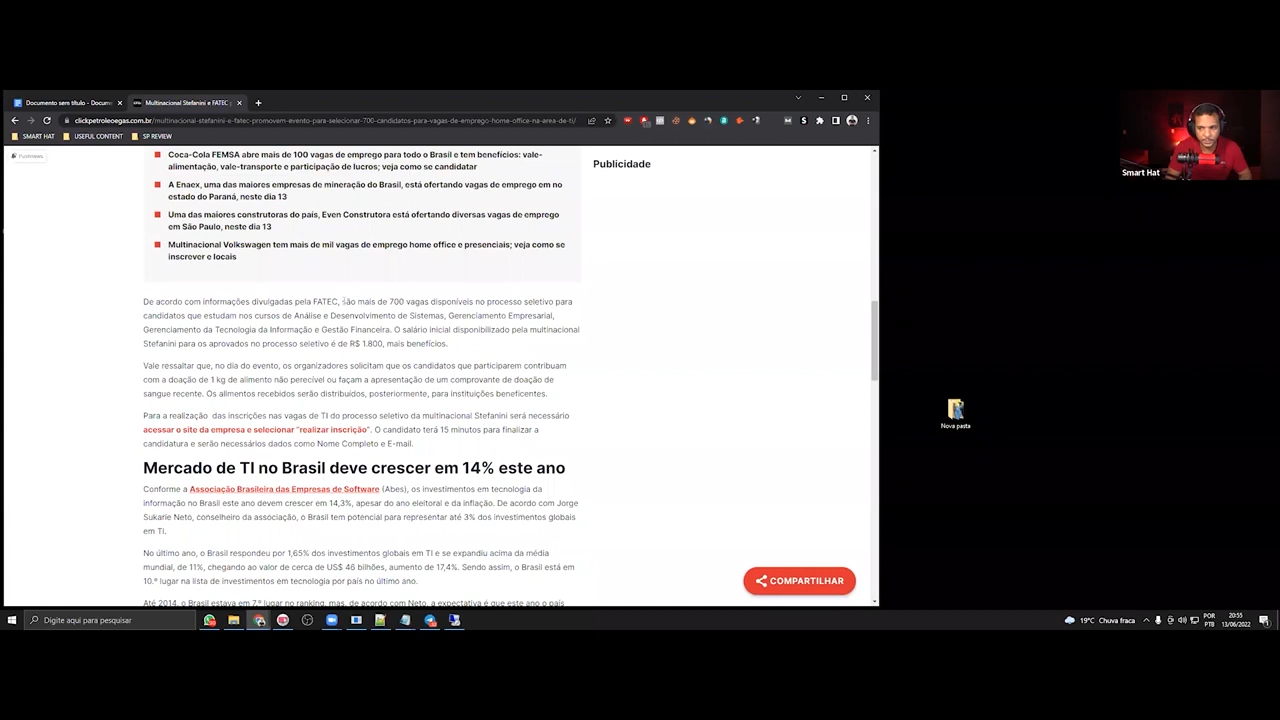 Documento sem título - Docum
Multinacional Stefanini e FATEC
clickpetroleoegas.com.br/multinacional-stefanini-e-fatec-promovem-evento-para-selecionar-700-candidatos-para-vagas-de-emprego-home-office-na-area-de-ti/
SMART HAT
USEFUL CONTENT
SP REVIEW
Pushnews
Coca-Cola FEMSA abre mais de 100 vagas de emprego para todo o Brasil e tem benefícios: vale-
alimentação, vale-transporte e participação de lucros; veja como se candidatar
A Enaex, uma das maiores empresas de mineração do Brasil, está ofertando vagas de emprego em no
estado do Paraná, neste dia 13
Uma das maiores construtoras do país, Even Construtora está ofertando diversas vagas de emprego
em São Paulo, neste dia 13
Multinacional Volkswagen tem mais de mil vagas de emprego home office e presenciais; veja como se
inscrever e locais
Publicidade
De acordo com informações divulgadas pela FATEC, são mais de 700 vagas disponíveis no processo seletivo para
candidatos que estudam nos cursos de Análise e Desenvolvimento de Sistemas, Gerenciamento Empresarial,
Gerenciamento da Tecnologia da Informação e Gestão Financeira. O salário inicial disponibilizado pela multinacional
Stefanini para os aprovados no processo seletivo é de R$ 1.800, mais benefícios.
Vale ressaltar que, no dia do evento, os organizadores solicitam que os candidatos que participarem contribuam
com a doação de 1 kg de alimento não perecível ou façam a apresentação de um comprovante de doação de
sangue recente. Os alimentos recebidos serão distribuídos, posteriormente, para instituições beneficentes.
Para a realização das inscrições nas vagas de TI do processo seletivo da multinacional Stefanini será necessário
acessar o site da empresa e selecionar "realizar inscrição". O candidato terá 15 minutos para finalizar a
candidatura e serão necessários dados como Nome Completo e E-mail.
Mercado de TI no Brasil deve crescer em 14% este ano
Conforme a Associação Brasileira das Empresas de Software (Abes), os investimentos em tecnologia da
informação no Brasil este ano devem crescer em 14,3%, apesar do ano eleitoral e da inflação. De acordo com Jorge
Sukarie Neto, conselheiro da associação, o Brasil tem potencial para representar até 3% dos investimentos globais
em TI.
No último ano, o Brasil respondeu por 1,65% dos investimentos globais em TI e se expandiu acima da média
mundial, de 11%, chegando ao valor de cerca de US$ 46 bilhões, aumento de 17,4%. Sendo assim, o Brasil está em
10.º lugar na lista de investimentos em tecnologia por país no último ano.
Até 2014, o Brasil estava em 7.º lugar no ranking, mas, de acordo com Neto, a expectativa é que este ano o país
COMPARTILHAR
Smart Hat
Nova pasta
Digite aqui para pesquisar
19°C Chuva fraca
POR
PTB
20:55
13/06/2022